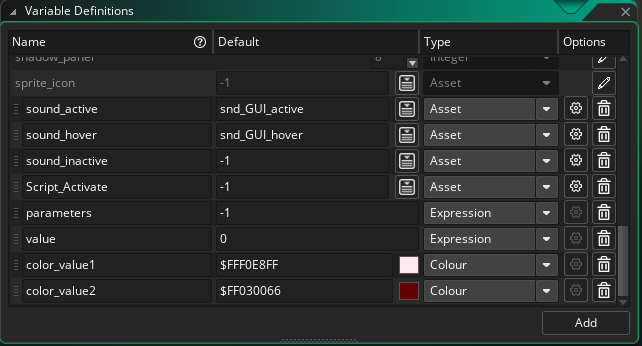 Variable Definitions
Name Default Type Options
shadow_panel 8 Integer
sprite_icon -1 Asset
sound_active snd_GUI_active Asset
sound_hover snd_GUI_hover Asset
sound_inactive -1 Asset
Script_Activate -1 Asset
parameters -1 Expression
value 0 Expression
color_value1 $FFF0E8FF Colour
color_value2 $FF030066 Colour
Add